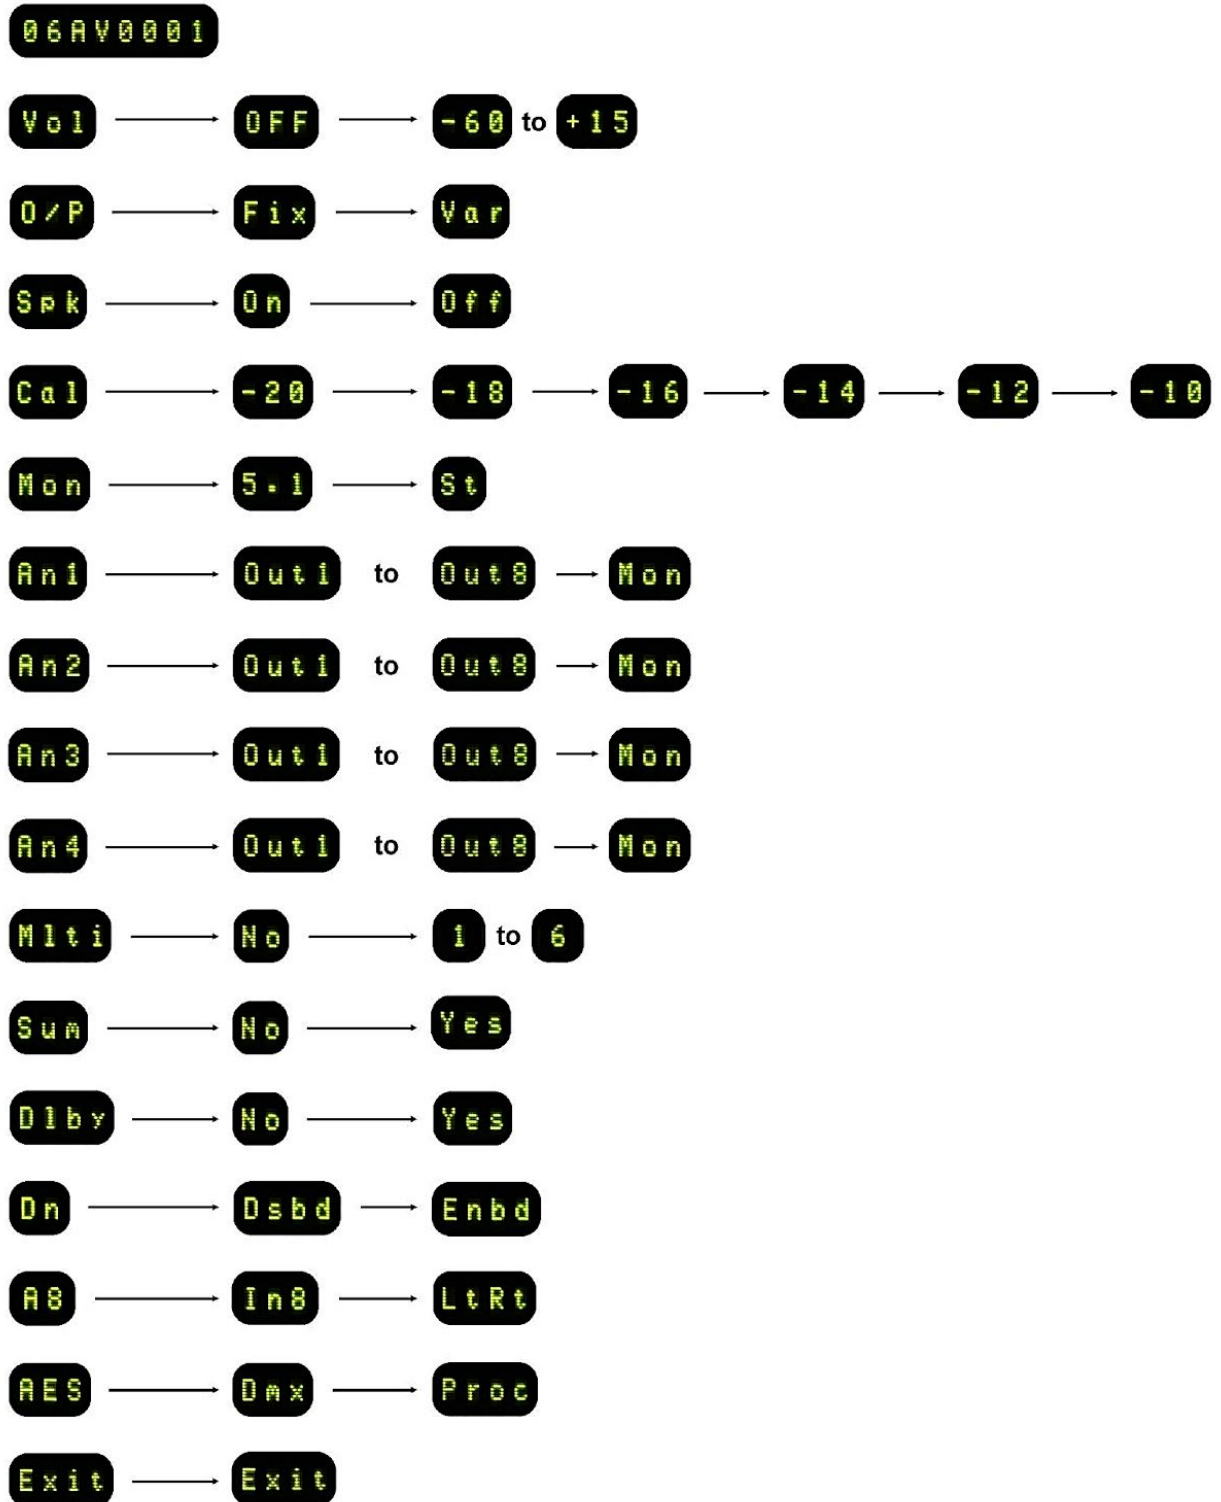 06AV0001
Vol OFF -60 to +15
O/P Fix Var
Spk On Off
Cal -20 -18 -16 -14 -12 -10
Mon 5.1 St
An1 Out1 to Out8 Mon
An2 Out1 to Out8 Mon
An3 Out1 to Out8 Mon
An4 Out1 to Out8 Mon
Mlti No 1 to 6
Sum No Yes
Dlby No Yes
Dn Dsbd Enbd
A8 In8 LtRt
AES Dmx Proc
Exit Exit